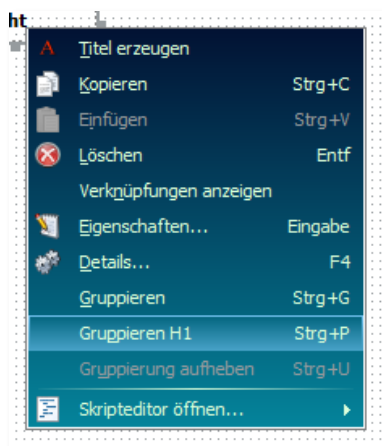 ht
Titel erzeugen
Kopieren Strg+C
Einfügen Strg+V
Löschen Entf
Verknüpfungen anzeigen
Eigenschaften... Eingabe
Details... F4
Gruppieren Strg+G
Gruppieren H1 Strg+P
Gruppierung aufheben Strg+U
Skripteditor öffnen...